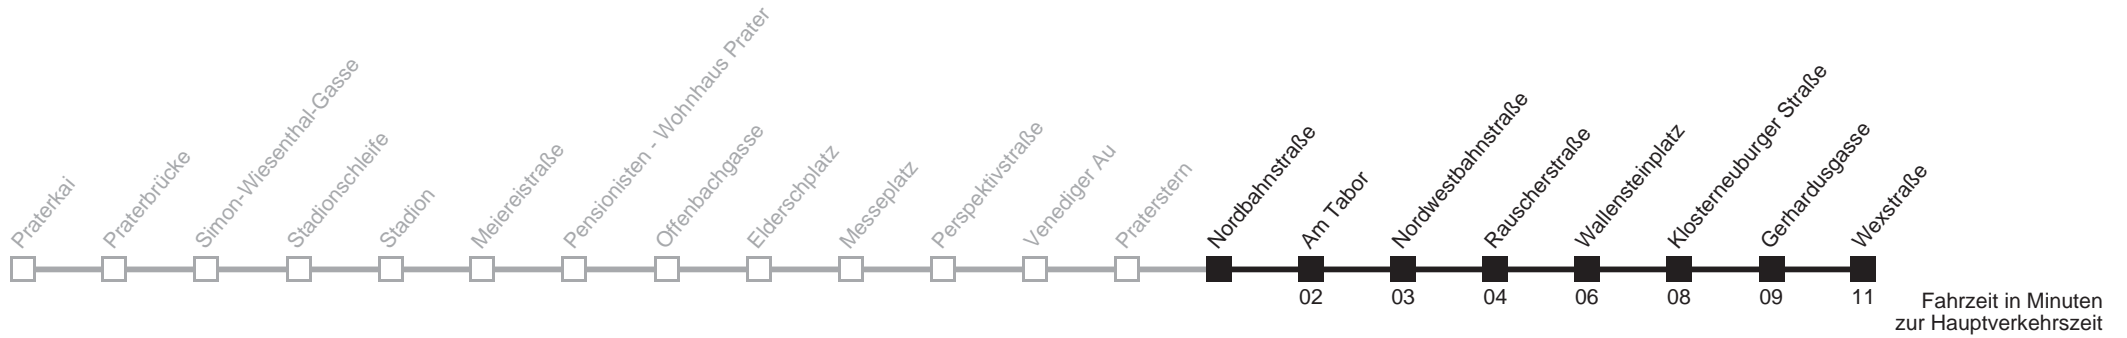 Praterkai
Praterbrücke
Simon-Wiesenthal-Gasse
Stadionschleife
Stadion
Meiereistraße
Pensionisten - Wohnhaus Prater
Offenbachgasse
Elderschplatz
Messeplatz
Perspektivstraße
Venediger Au
Praterstern
Nordbahnstraße
Am Tabor
Nordwestbahnstraße
Rauscherstraße
Wallensteinplatz
Klosterneuburger Straße
Gerhardusgasse
Wexstraße
02 03 04 06 08 09 11
Fahrzeit in Minuten
zur Hauptverkehrszeit